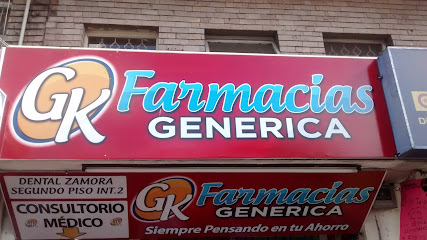 GK Farmacias
GENERICA
DENTAL ZAMORA
SEGUNDO PISO INT.2
CONSULTORIO
MÉDICO
GK Farmacias
GENERICA
Siempre Pensando en tu Ahorro